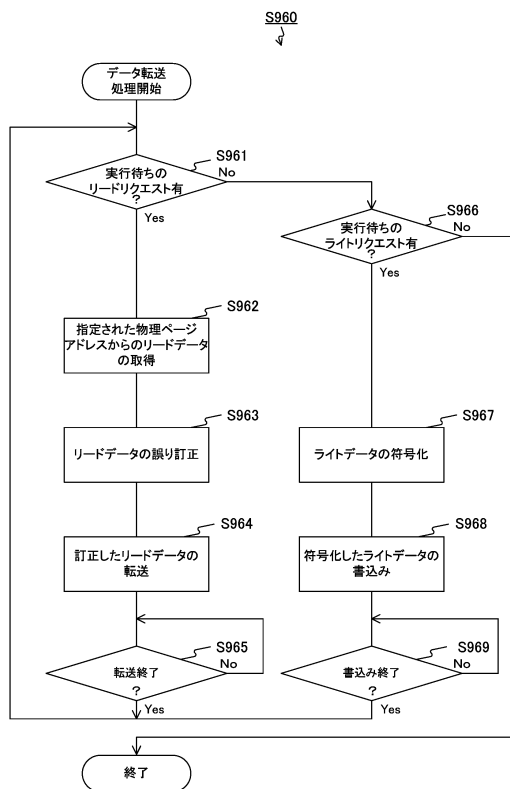 S960
データ転送
処理開始
S961
実行待ちの
リードリクエスト有
?
No
Yes
S966
実行待ちの
ライトリクエスト有
?
No
Yes
S962
指定された物理ページ
アドレスからのリードデータ
の取得
S963
リードデータの誤り訂正
S967
ライトデータの符号化
S964
訂正したリードデータの
転送
S968
符号化したライトデータの
書込み
S965
転送終了
?
No
Yes
S969
書込み終了
?
No
Yes
終了